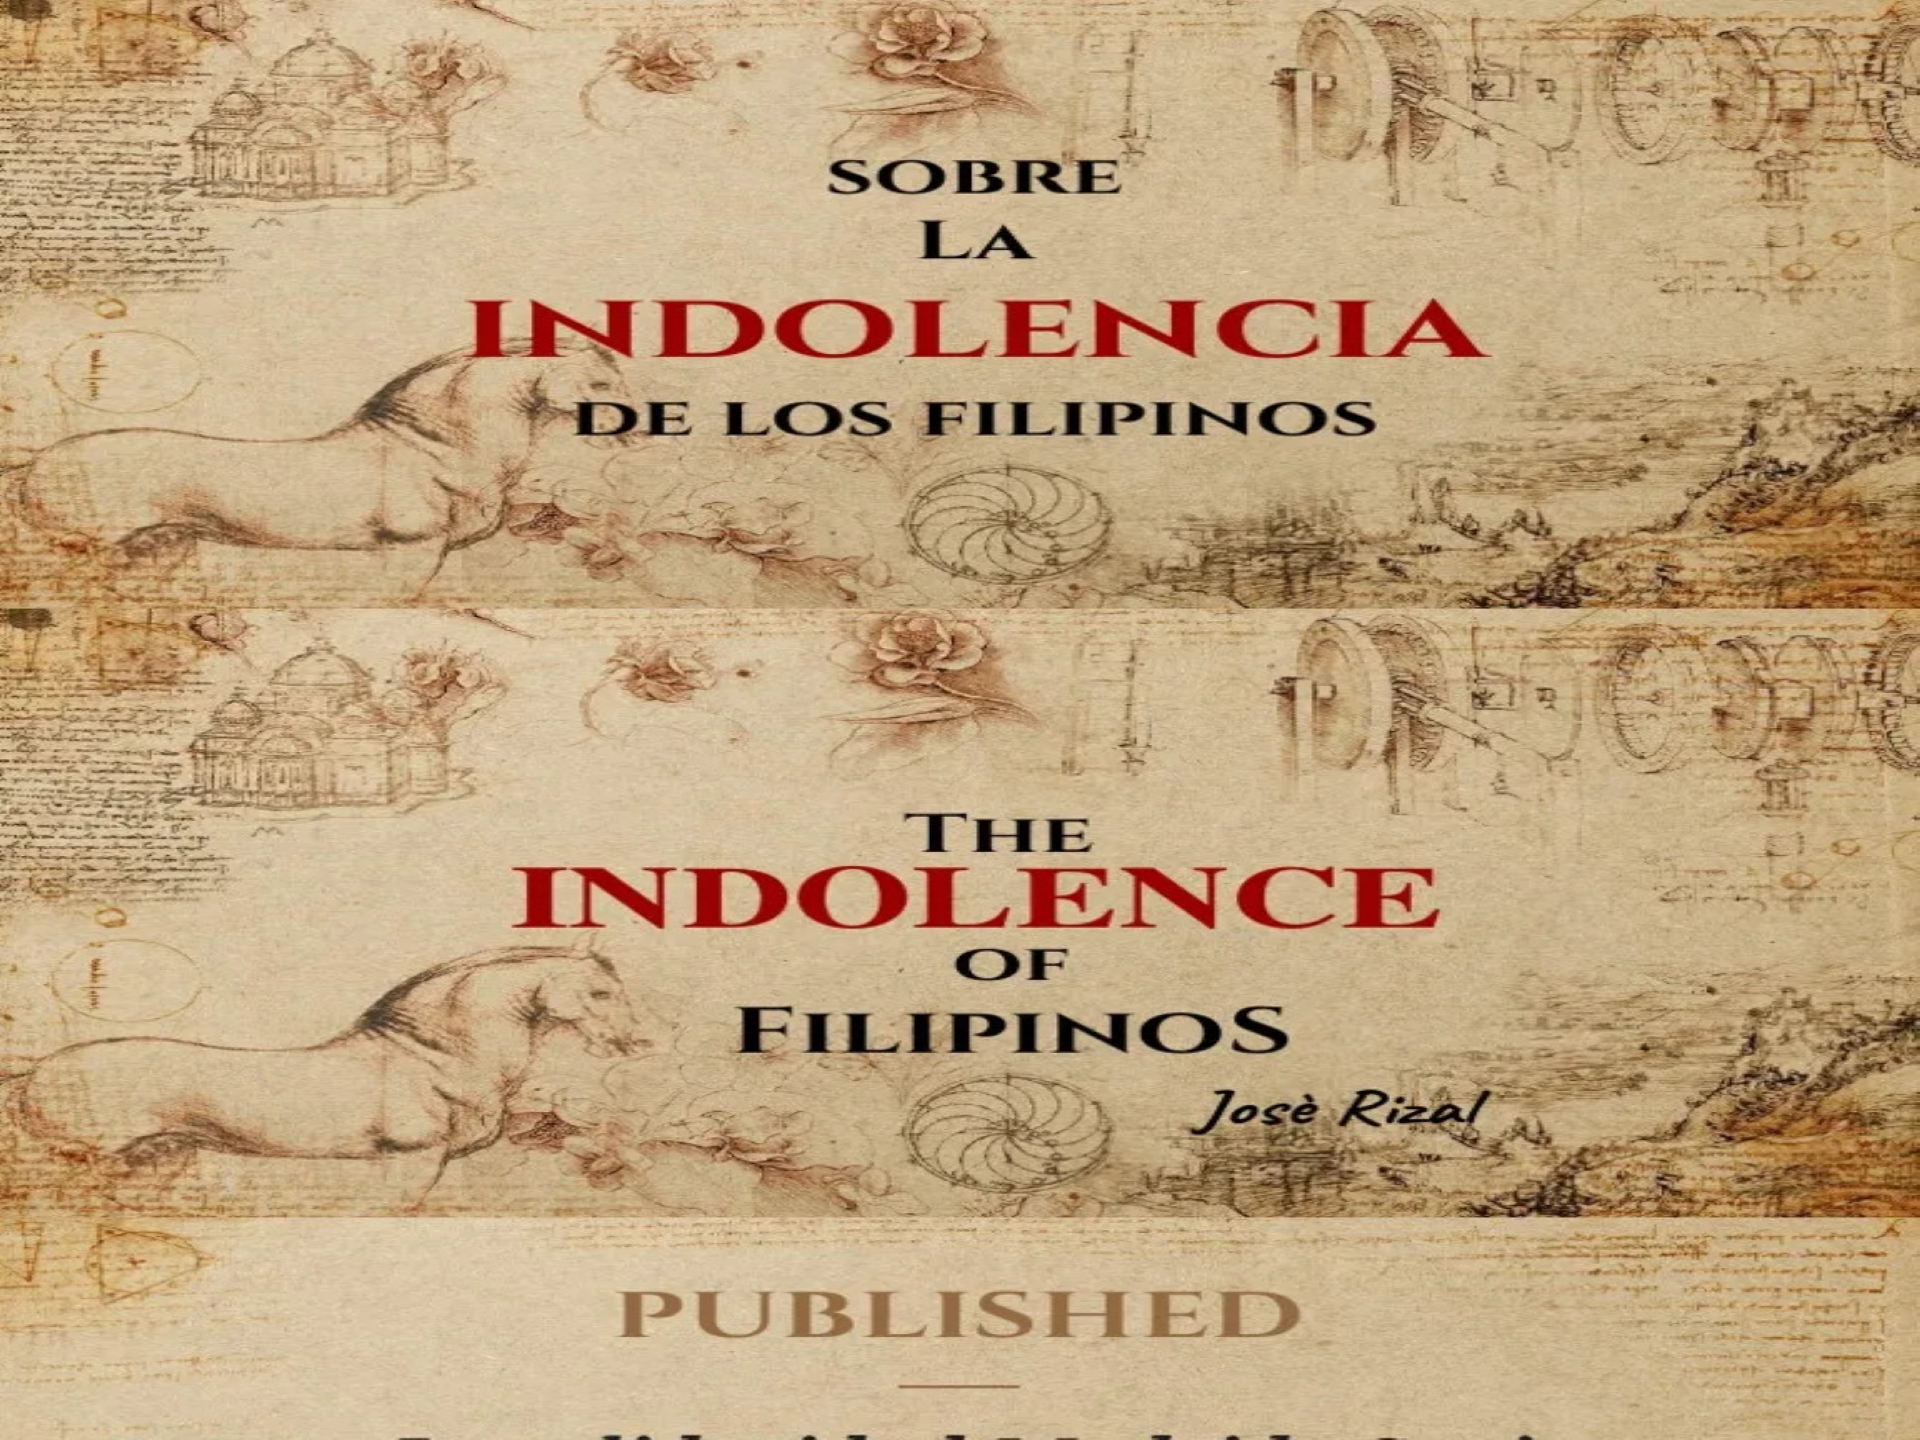 SOBRE
LA
INDOLENCIA
DE LOS FILIPINOS
THE
INDOLENCE
OF
FILIPINOS
Josè Rizal
PUBLISHED